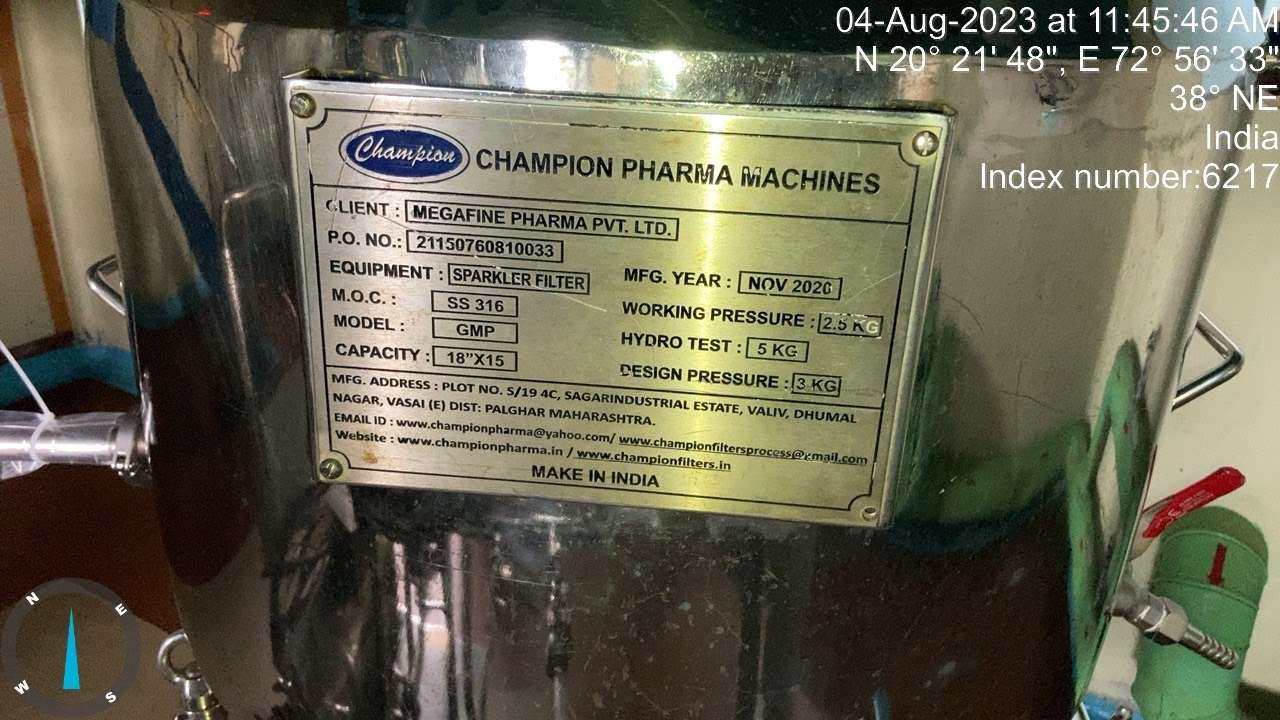 04-Aug-2023 at 11:45:46 AM
N 20° 21' 48", E 72° 56' 33"
38° NE
India
Index number:6217
Champion
CHAMPION PHARMA MACHINES
CLIENT : MEGAFINE PHARMA PVT. LTD.
P.O. NO.: 21150760810033
EQUIPMENT : SPARKLER FILTER
MFG. YEAR : NOV 2020
M.O.C. : SS 316
WORKING PRESSURE : 2.5 KG
MODEL : GMP
HYDRO TEST : 5 KG
CAPACITY : 18"X15
DESIGN PRESSURE : 3 KG
MFG. ADDRESS : PLOT NO. S/19 4C, SAGARINDUSTRIAL ESTATE, VALIV, DHUMAL
NAGAR, VASAI (E) DIST: PALGHAR MAHARASHTRA.
EMAIL ID : www.championpharma@yahoo.com/ www.championfiltersprocess@gmail.com
Website : www.championpharma.in / www.championfilters.in
MAKE IN INDIA
N
E
W
S